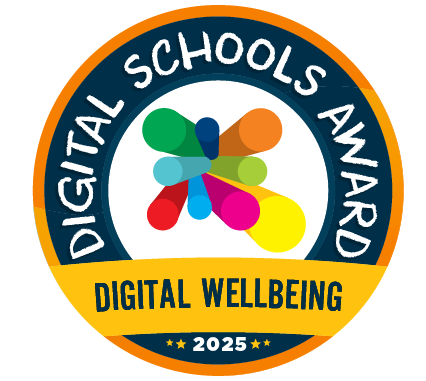 DIGITAL SCHOOLS AWARD
DIGITAL WELLBEING
2025